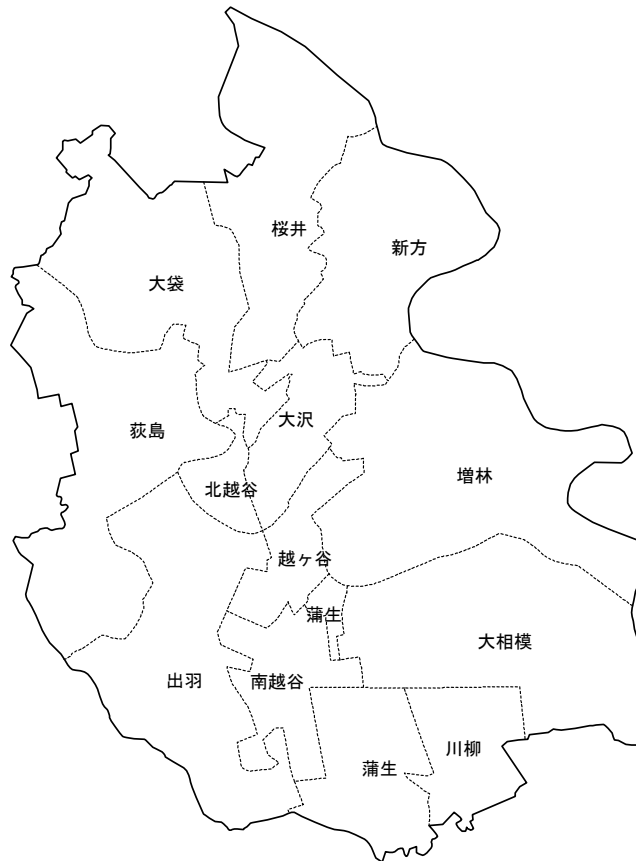 桜井
新方
大袋
大沢
荻島
増林
北越谷
越ヶ谷
蒲生
大相模
出羽
南越谷
川柳
蒲生